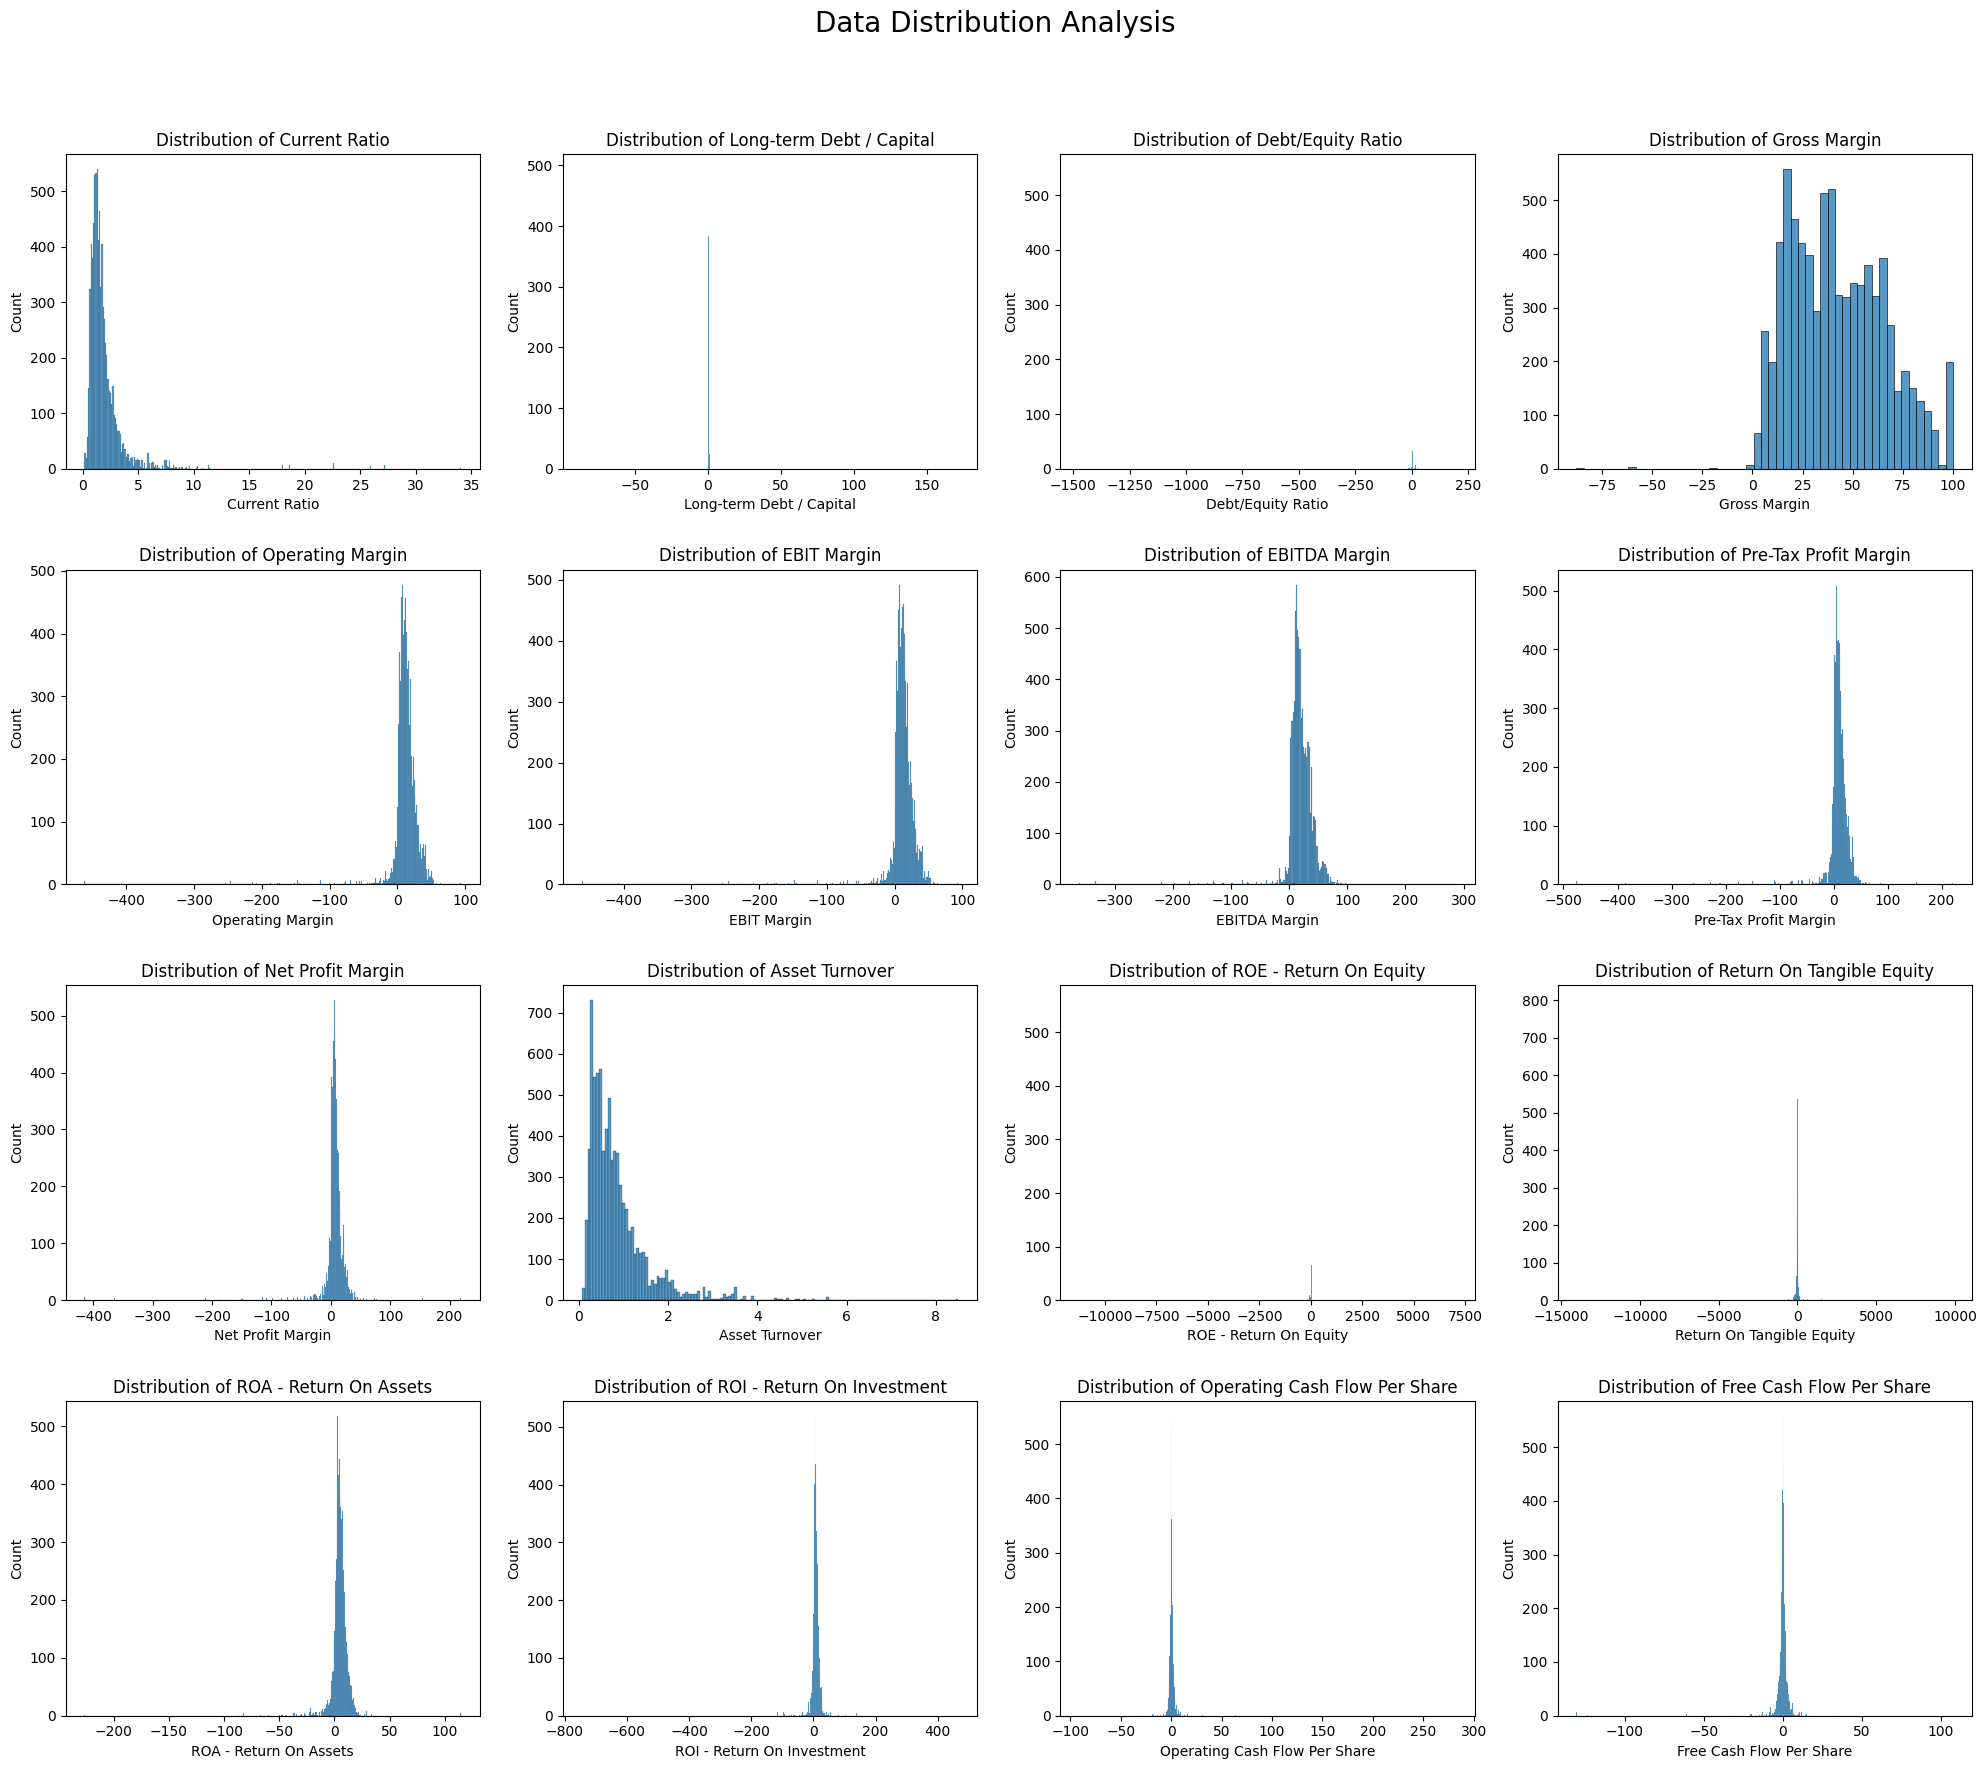 Data Distribution Analysis
Distribution of Current Ratio
Count
0 100 200 300 400 500
0 5 10 15 20 25 30 35
Current Ratio
Distribution of Long-term Debt / Capital
Count
0 100 200 300 400 500
−50 0 50 100 150
Long-term Debt / Capital
Distribution of Debt/Equity Ratio
Count
0 100 200 300 400 500
−1500 −1250 −1000 −750 −500 −250 0 250
Debt/Equity Ratio
Distribution of Gross Margin
Count
0 100 200 300 400 500
−75 −50 −25 0 25 50 75 100
Gross Margin
Distribution of Operating Margin
Count
0 100 200 300 400 500
−400 −300 −200 −100 0 100
Operating Margin
Distribution of EBIT Margin
Count
0 100 200 300 400 500
−400 −300 −200 −100 0 100
EBIT Margin
Distribution of EBITDA Margin
Count
0 100 200 300 400 500 600
−300 −200 −100 0 100 200 300
EBITDA Margin
Distribution of Pre-Tax Profit Margin
Count
0 100 200 300 400 500
−500 −400 −300 −200 −100 0 100 200
Pre-Tax Profit Margin
Distribution of Net Profit Margin
Count
0 100 200 300 400 500
−400 −300 −200 −100 0 100 200
Net Profit Margin
Distribution of Asset Turnover
Count
0 100 200 300 400 500 600 700
0 2 4 6 8
Asset Turnover
Distribution of ROE - Return On Equity
Count
0 100 200 300 400 500
−10000 −7500 −5000 −2500 0 2500 5000 7500
ROE - Return On Equity
Distribution of Return On Tangible Equity
Count
0 100 200 300 400 500 600 700 800
−15000 −10000 −5000 0 5000 10000
Return On Tangible Equity
Distribution of ROA - Return On Assets
Count
0 100 200 300 400 500
−200 −150 −100 −50 0 50 100
ROA - Return On Assets
Distribution of ROI - Return On Investment
Count
0 100 200 300 400 500
−800 −600 −400 −200 0 200 400
ROI - Return On Investment
Distribution of Operating Cash Flow Per Share
Count
0 100 200 300 400 500
−100 −50 0 50 100 150 200 250 300
Operating Cash Flow Per Share
Distribution of Free Cash Flow Per Share
Count
0 100 200 300 400 500
−100 −50 0 50 100
Free Cash Flow Per Share